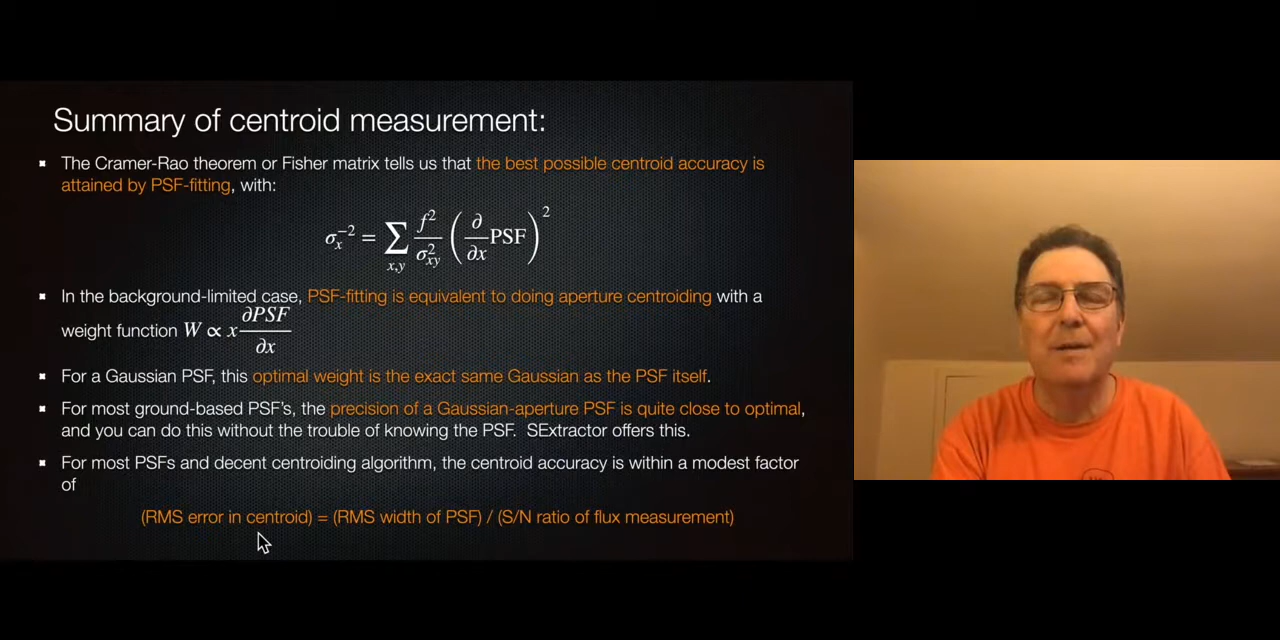 Summary of centroid measurement:
The Cramer-Rao theorem or Fisher matrix tells us that the best possible centroid accuracy is
attained by PSF-fitting, with:
σₓ⁻² = ∑ₓ,ᵧ f²/σ²ₓᵧ (∂/∂x PSF)²
In the background-limited case, PSF-fitting is equivalent to doing aperture centroiding with a
weight function W ∝ x ∂PSF/∂x
For a Gaussian PSF, this optimal weight is the exact same Gaussian as the PSF itself.
For most ground-based PSF's, the precision of a Gaussian-aperture PSF is quite close to optimal,
and you can do this without the trouble of knowing the PSF. SExtractor offers this.
For most PSFs and decent centroiding algorithm, the centroid accuracy is within a modest factor
of
(RMS error in centroid) = (RMS width of PSF) / (S/N ratio of flux measurement)